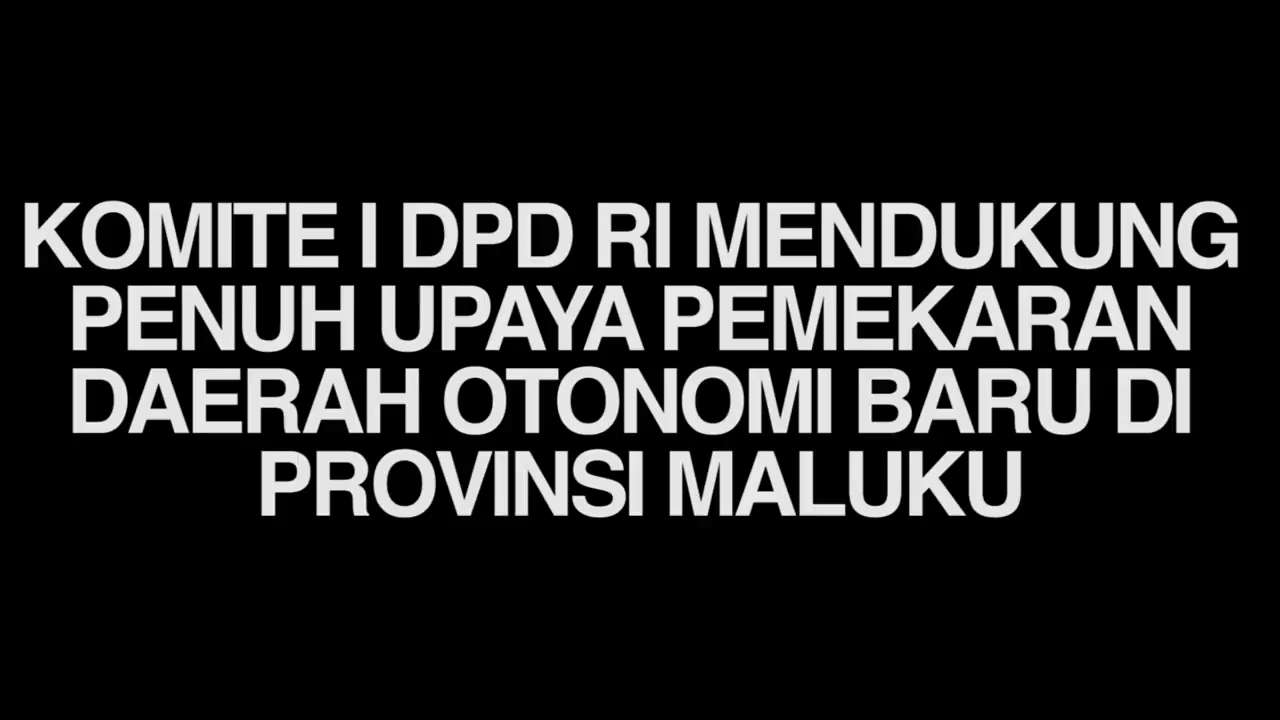 KOMITE I DPD RI MENDUKUNG
PENUH UPAYA PEMEKARAN
DAERAH OTONOMI BARU DI
PROVINSI MALUKU